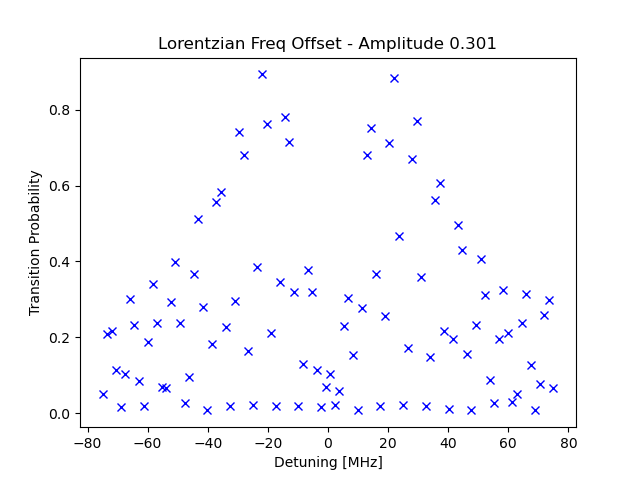 Lorentzian Freq Offset - Amplitude 0.301
Transition Probability
0.8
0.6
0.4
0.2
0.0
−80 −60 −40 −20 0 20 40 60 80
Detuning [MHz]